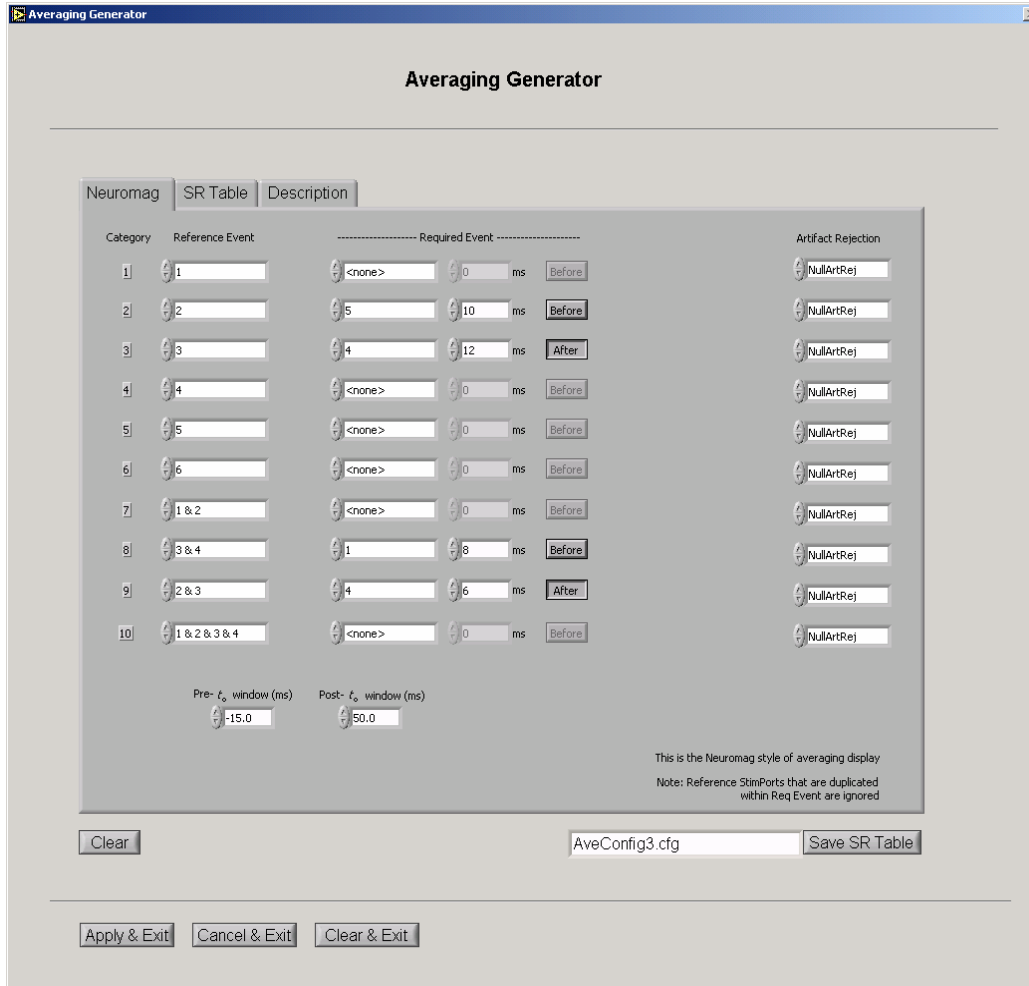 Averaging Generator
Averaging Generator
Neuromag SR Table Description
Category Reference Event -------------------- Required Event --------------------- Artifact Rejection
1 1 <none> 0 ms Before NullArtRej
2 2 5 10 ms Before NullArtRej
3 3 4 12 ms After NullArtRej
4 4 <none> 0 ms Before NullArtRej
5 5 <none> 0 ms Before NullArtRej
6 6 <none> 0 ms Before NullArtRej
7 1 & 2 <none> 0 ms Before NullArtRej
8 3 & 4 1 8 ms Before NullArtRej
9 2 & 3 4 6 ms After NullArtRej
10 1 & 2 & 3 & 4 <none> 0 ms Before NullArtRej
Pre- to window (ms) Post- to window (ms)
-15.0 50.0
This is the Neuromag style of averaging display
Note: Reference StimPorts that are duplicated
within Req Event are ignored
Clear AveConfig3.cfg Save SR Table
Apply & Exit Cancel & Exit Clear & Exit